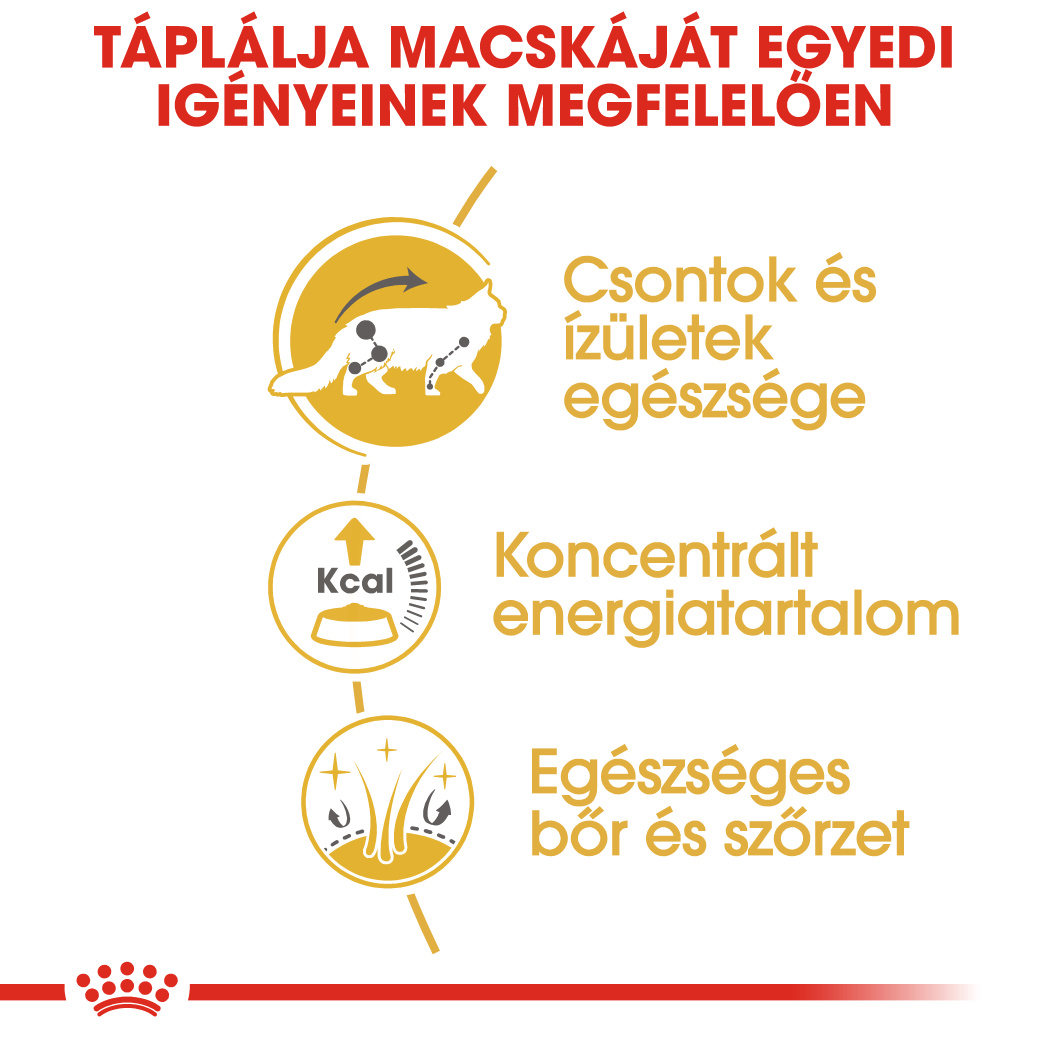 TÁPLÁLJA MACSKÁJÁT EGYEDI
IGÉNYEINEK MEGFELELŐEN
Csontok és
ízületek
egészsége
Kcal
Koncentrált
energiatartalom
Egészséges
bőr és szőrzet